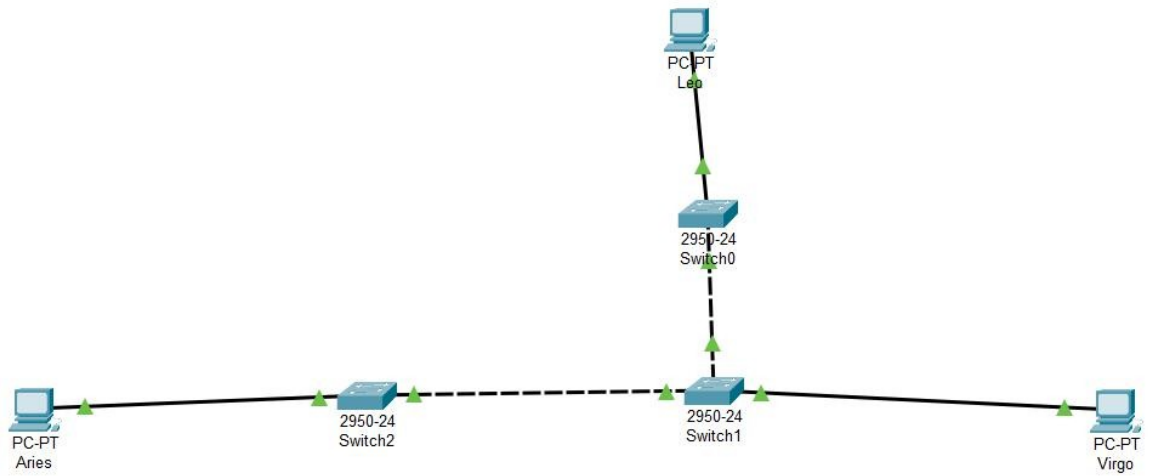 PC-PT
Leo
2950-24
Switch0
2950-24
Switch2
2950-24
Switch1
PC-PT
Aries
PC-PT
Virgo